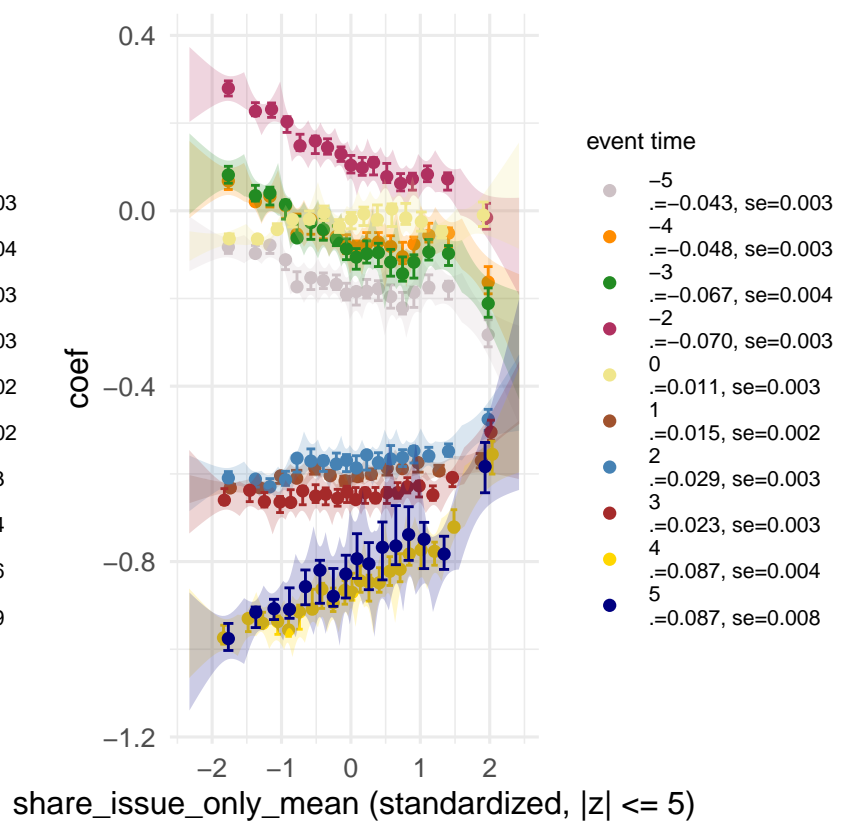 0.4
0.0
−0.4
−0.8
−1.2
coef
−2 −1 0 1 2
share_issue_only_mean (standardized, |z| <= 5)
event time
−5
.=−0.043, se=0.003
−4
.=−0.048, se=0.003
−3
.=−0.067, se=0.004
−2
.=−0.070, se=0.003
0
.=0.011, se=0.003
1
.=0.015, se=0.002
2
.=0.029, se=0.003
3
.=0.023, se=0.003
4
.=0.087, se=0.004
5
.=0.087, se=0.008